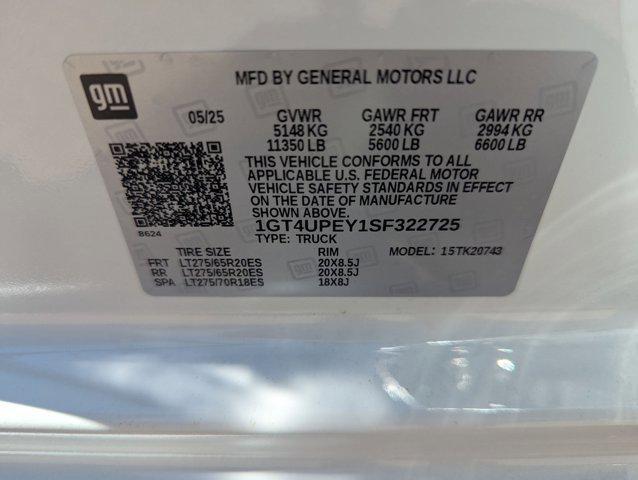 gm
MFD BY GENERAL MOTORS LLC
05/25 GVWR GAWR FRT GAWR RR
5148 KG 2540 KG 2994 KG
11350 LB 5600 LB 6600 LB
THIS VEHICLE CONFORMS TO ALL
APPLICABLE U.S. FEDERAL MOTOR
VEHICLE SAFETY STANDARDS IN EFFECT
ON THE DATE OF MANUFACTURE
SHOWN ABOVE.
8624
1GT4UPEY1SF322725
TYPE: TRUCK MODEL: 15TK20743
TIRE SIZE RIM
FRT LT275/65R20ES 20X8.5J
RR LT275/65R20ES 20X8.5J
SPA LT275/70R18ES 18X8J